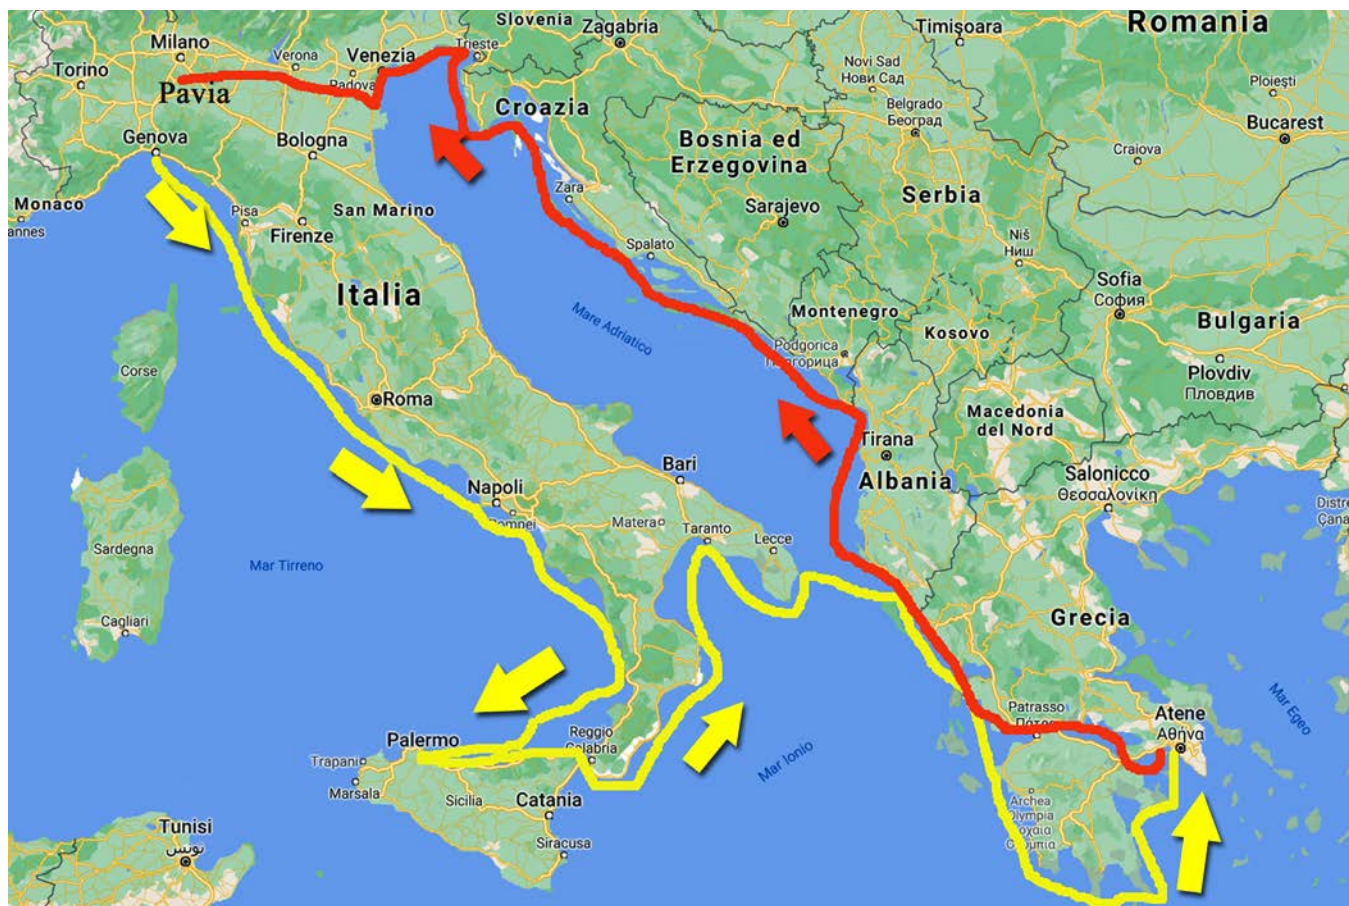 Romania
Slovenia
Zagabria
Timișoara
Milano
Verona
Venezia
Trieste
Torino
Padova
Pavia
Novi Sad
Нови Сад
Ploiești
Croazia
Belgrado
Београд
Genova
Bologna
Bosnia ed
Erzegovina
Bucarest
Craiova
Monaco
Pisa
San Marino
Zara
Sarajevo
Serbia
Firenze
Spalato
Niš
Ниш
Sofia
София
Italia
Mare Adriatico
Montenegro
Kosovo
Bulgaria
Podgorica
Corse
Plovdiv
Пловдив
Roma
Macedonia
del Nord
Tirana
Bari
Albania
Salonicco
Θεσσαλονίκη
Napoli
Matera
Taranto
Lecce
Sardegna
Mar Tirreno
Cagliari
Grecia
Mar Egeo
Patrasso
Atene
Αθήνα
Palermo
Reggio
Calabria
Mar Ionio
Trapani
Marsala
Sicilia
Catania
Archea
Olympia
Tunisi
تونس
Siracusa